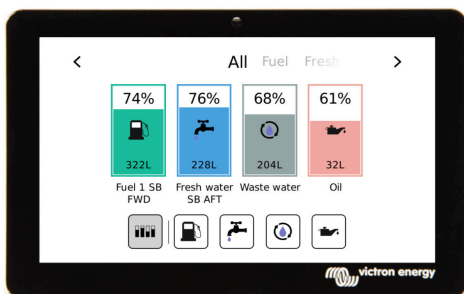 All Fuel Fresh
74% 76% 68% 61%
322L 228L 204L 32L
Fuel 1 SB Fresh water Waste water Oil
FWD SB AFT
victron energy